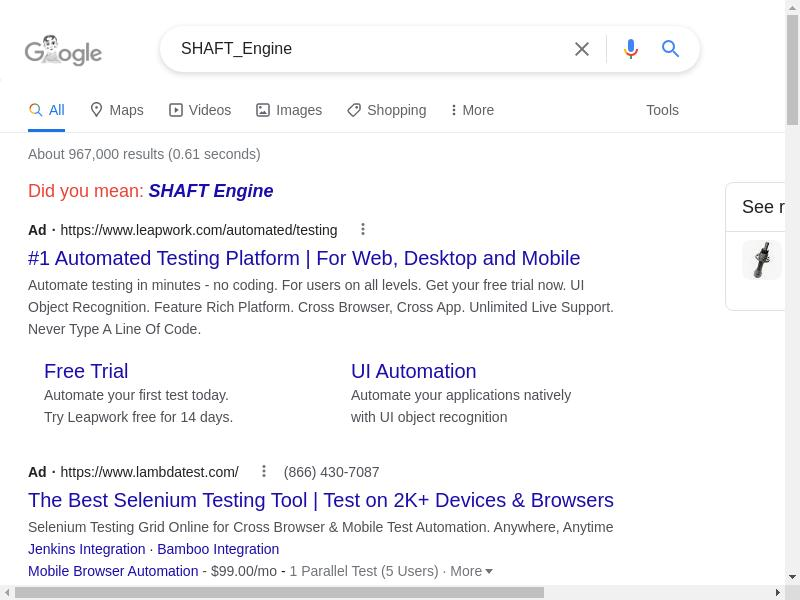 Google
SHAFT_Engine
All
Maps
Videos
Images
Shopping
More
Tools
About 967,000 results (0.61 seconds)
Did you mean: SHAFT Engine
See r
Ad · https://www.leapwork.com/automated/testing
#1 Automated Testing Platform | For Web, Desktop and Mobile
Automate testing in minutes - no coding. For users on all levels. Get your free trial now. UI
Object Recognition. Feature Rich Platform. Cross Browser, Cross App. Unlimited Live Support.
Never Type A Line Of Code.
Free Trial
Automate your first test today.
Try Leapwork free for 14 days.
UI Automation
Automate your applications natively
with UI object recognition
Ad · https://www.lambdatest.com/ (866) 430-7087
The Best Selenium Testing Tool | Test on 2K+ Devices & Browsers
Selenium Testing Grid Online for Cross Browser & Mobile Test Automation. Anywhere, Anytime
Jenkins Integration · Bamboo Integration
Mobile Browser Automation - $99.00/mo - 1 Parallel Test (5 Users) · More